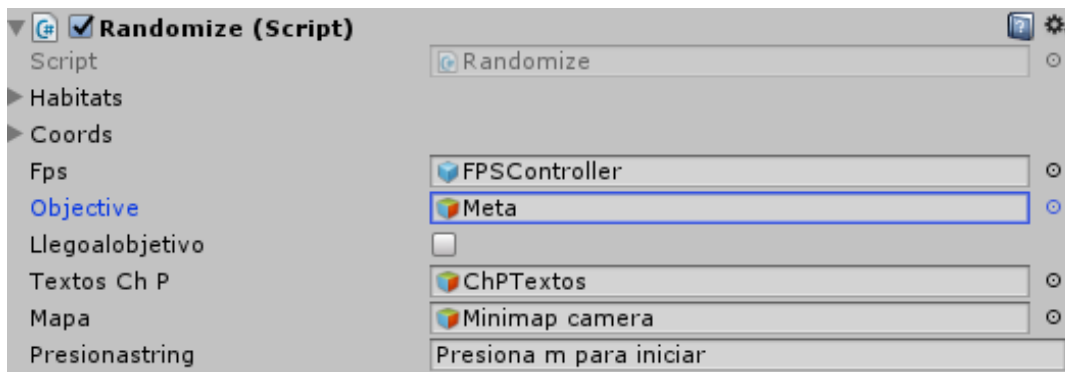 Randomize (Script)
Script Randomize
Habitats
Coords
Fps FPSController
Objective Meta
Llegoalobjetivo
Textos Ch P ChPTextos
Mapa Minimap camera
Presionastring Presiona m para iniciar